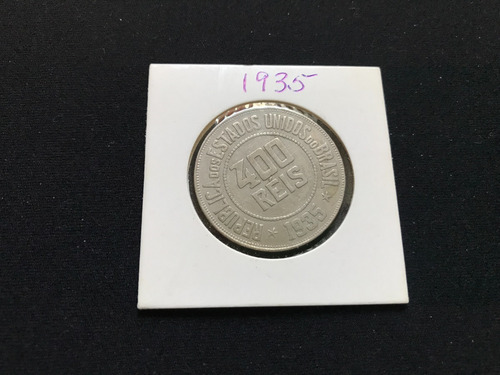 1935
REPUBLICA DOS ESTADOS UNIDOS DO BRASIL
400
REIS
* 1935 *